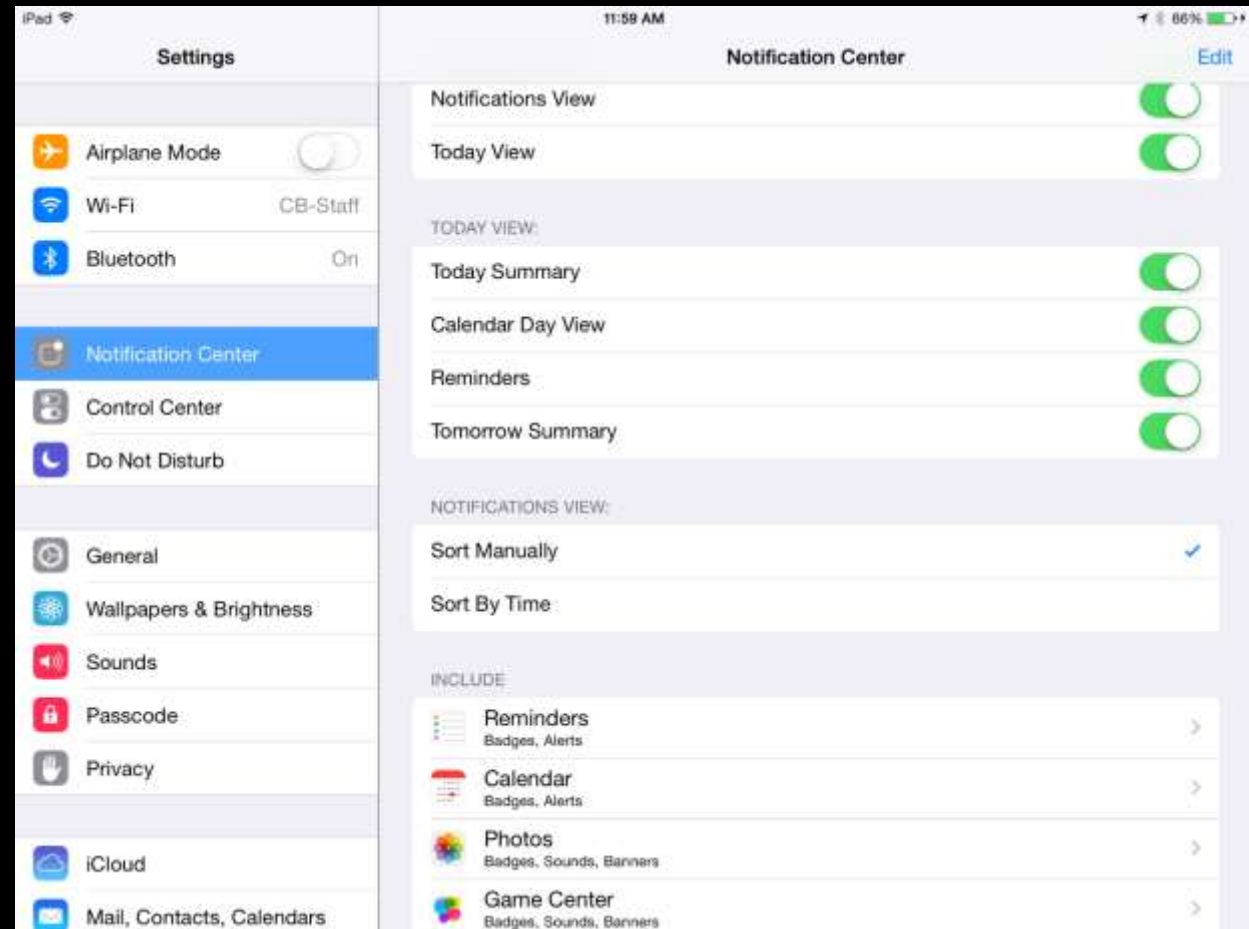 iPad
11:59 AM
66%
Settings
Airplane Mode
Wi-Fi CB-Staff
Bluetooth On
Notification Center
Control Center
Do Not Disturb
General
Wallpapers & Brightness
Sounds
Passcode
Privacy
iCloud
Mail, Contacts, Calendars
Notification Center
Edit
Notifications View
Today View
TODAY VIEW:
Today Summary
Calendar Day View
Reminders
Tomorrow Summary
NOTIFICATIONS VIEW:
Sort Manually
Sort By Time
INCLUDE
Reminders
Badges, Alerts
Calendar
Badges, Alerts
Photos
Badges, Sounds, Banners
Game Center
Badges, Sounds, Banners